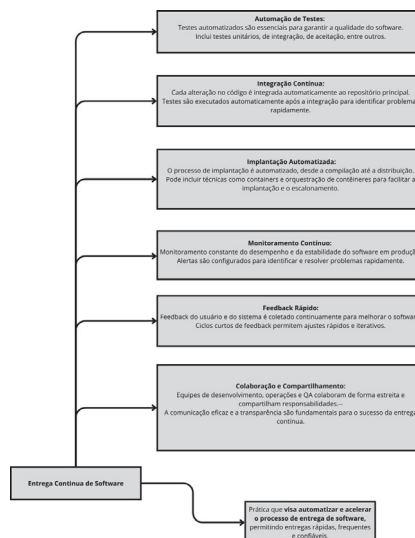 Automação de Testes:
Testes automatizados são essenciais para garantir a qualidade do software.
Inclui testes unitários, de integração, de aceitação, entre outros.
Integração Contínua:
Cada alteração no código é integrada automaticamente ao repositório principal.
Testes são executados automaticamente após a integração para identificar problema
rapidamente.
Implantação Automatizada:
O processo de implantação é automatizado, desde a compilação até a distribuição.
Pode incluir técnicas como containers e orquestração de contêineres para facilitar a
implantação e o escalonamento.
Monitoramento Contínuo:
Monitoramento constante do desempenho e da estabilidade do software em produçã
Alertas são configurados para identificar e resolver problemas rapidamente.
Feedback Rápido:
Feedback do usuário e do sistema é coletado continuamente para melhorar o softwar
Ciclos curtos de feedback permitem ajustes rápidos e iterativos.
Colaboração e Compartilhamento:
Equipes de desenvolvimento, operações e QA colaboram de forma estreita e
compartilham responsabilidades.--
A comunicação eficaz e a transparência são fundamentais para o sucesso da entrega
contínua.
Entrega Contínua de Software
Prática que visa automatizar e acelerar
o processo de entrega de software,
permitindo entregas rápidas, frequentes
e confiáveis.